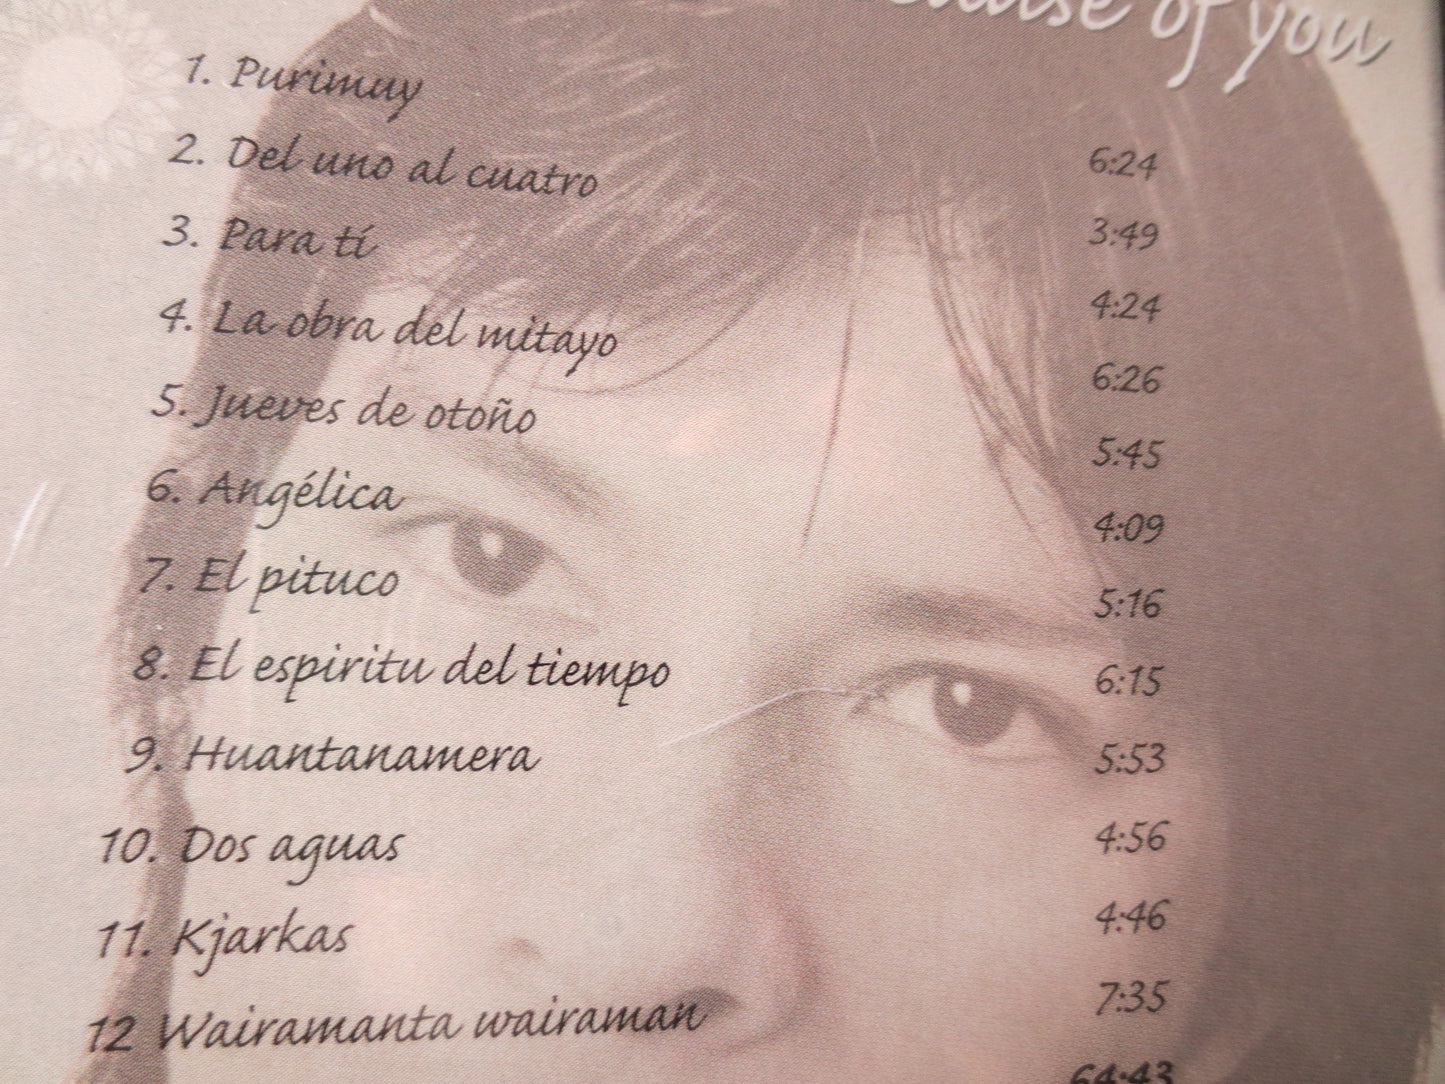 of you
1. Purimuy
2. Del uno al cuatro 6:24
3. Para tí 3:49
4. La obra del mitayo 4:24
5. Jueves de otoño 6:26
6. Angélica 5:45
7. El pituco 4:09
8. El espiritu del tiempo 5:16
9. Huantanamera 6:15
10. Dos aguas 5:53
11. Kjarkas 4:56
12 Wairamanta wairaman 4:46
7:35
64:43